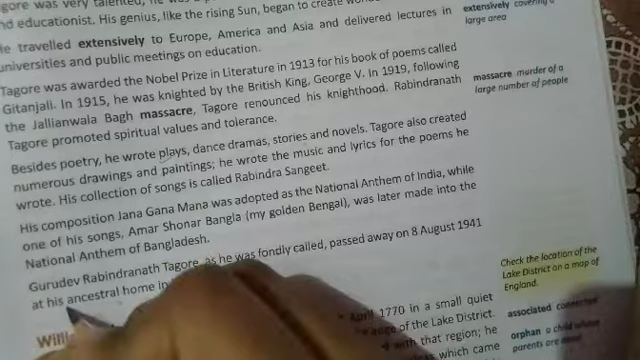 gore was very talented, he was
nd educationist. His genius, like the rising Sun, began to create
He travelled extensively to Europe, America and Asia and delivered lectures in
universities and public meetings on education.
Tagore was awarded the Nobel Prize in Literature in 1913 for his book of poems called
Gitanjali. In 1915, he was knighted by the British King, George V. In 1919, following
the Jallianwala Bagh massacre, Tagore renounced his knighthood. Rabindranath
Tagore promoted spiritual values and tolerance.
Besides poetry, he wrote plays, dance dramas, stories and novels. Tagore also created
numerous drawings and paintings; he wrote the music and lyrics for the poems he
wrote. His collection of songs is called Rabindra Sangeet.
His composition Jana Gana Mana was adopted as the National Anthem of India, while
one of his songs, Amar Shonar Bangla (my golden Bengal), was later made into the
National Anthem of Bangladesh.
Gurudev Rabindranath Tagore, as he was fondly called, passed away on 8 August 1941
at his ancestral home in
April 1770 in a small quiet
of the Lake District.
with that region; he
which came
extensively covering a
large area
massacre murder of a
large number of people
Check the location of the
Lake District on a map of
England.
associated connected
orphan a child whose
parents are